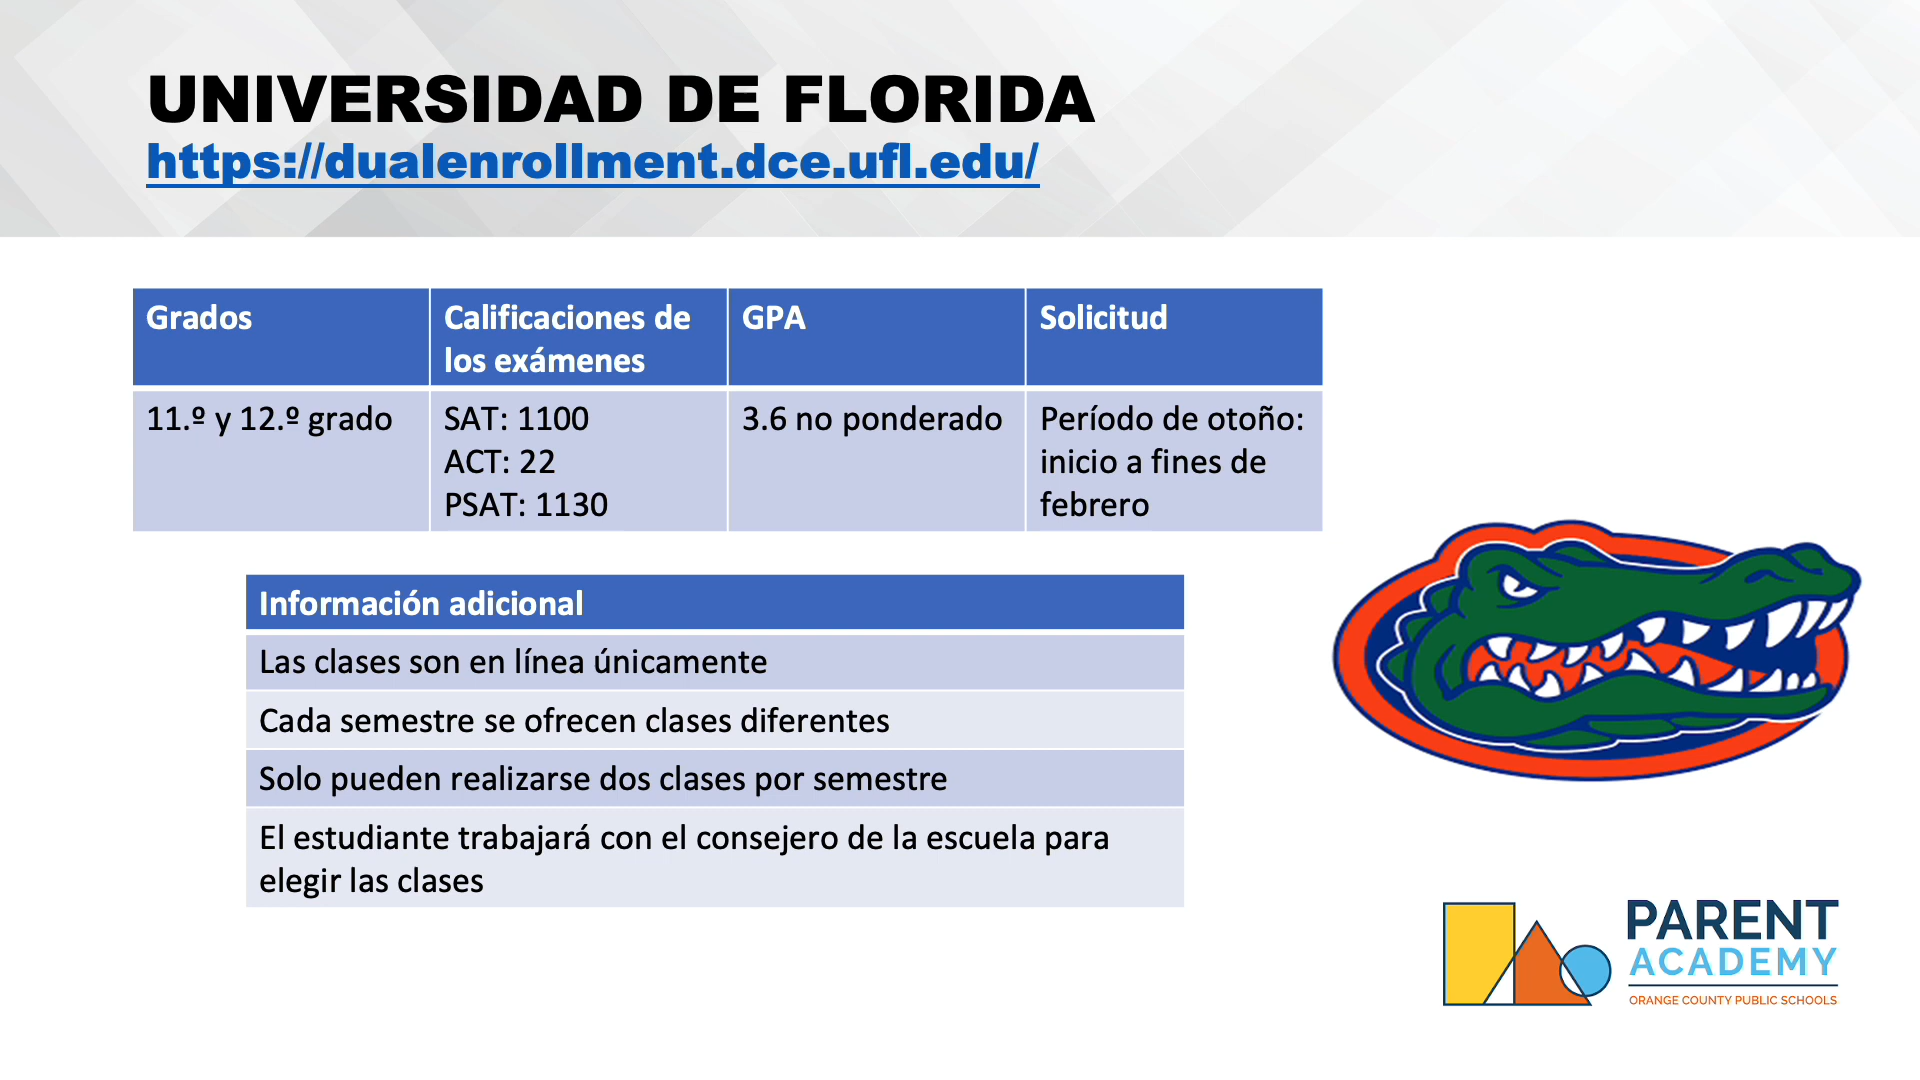 UNIVERSIDAD DE FLORIDA
https://dualenrollment.dce.ufl.edu/
Grados
Calificaciones de
los exámenes
GPA
Solicitud
11.º y 12.º grado
SAT: 1100
ACT: 22
PSAT: 1130
3.6 no ponderado
Período de otoño:
inicio a fines de
febrero
Información adicional
Las clases son en línea únicamente
Cada semestre se ofrecen clases diferentes
Solo pueden realizarse dos clases por semestre
El estudiante trabajará con el consejero de la escuela para
elegir las clases
PARENT
ACADEMY
ORANGE COUNTY PUBLIC SCHOOLS